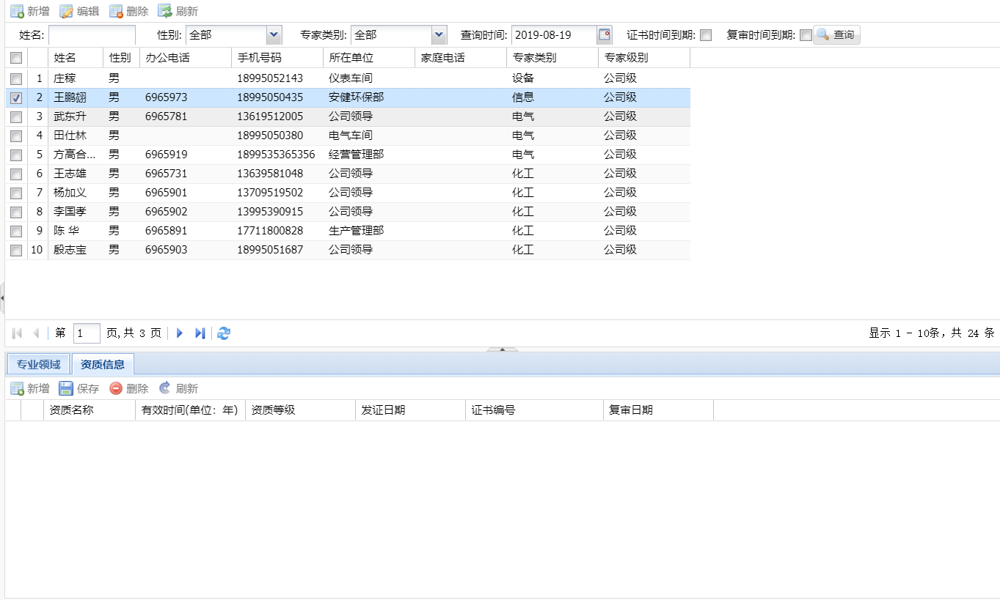 新增 编辑 删除 刷新
姓名: 性别: 全部 专家类别: 全部 查询时间: 2019-08-19 证书时间到期: 复审时间到期: 查询
姓名 性别 办公电话 手机号码 所在单位 家庭电话 专家类别 专家级别
1 庄稼 男 18995052143 仪表车间 设备 公司级
2 王鹏翃 男 6965973 18995050435 安健环保部 信息 公司级
3 武东升 男 6965781 13619512005 公司领导 电气 公司级
4 田仕林 男 18995050380 电气车间 电气 公司级
5 方高合... 男 6965919 1899535365356 经营管理部 电气 公司级
6 王志雄 男 6965731 13639581048 公司领导 化工 公司级
7 杨加义 男 6965901 13709519502 公司领导 化工 公司级
8 李国孝 男 6965902 13995390915 公司领导 化工 公司级
9 陈 华 男 6965891 17711800828 生产管理部 化工 公司级
10 殷志宝 男 6965903 18995051687 公司领导 化工 公司级
第 1 页,共 3 页 显示 1 - 10条，共 24 条
专业领域 资质信息
新增 保存 删除 刷新
资质名称 有效时间(单位：年) 资质等级 发证日期 证书编号 复审日期